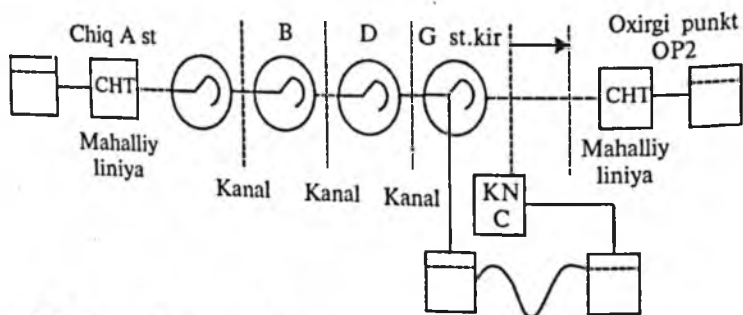 Chiq A st
B
D
G st.kir
Oxirgi punkt
OP2
CHT
CHT
Mahalliy
liniya
Mahalliy
liniya
Kanal
Kanal
Kanal
KN
C